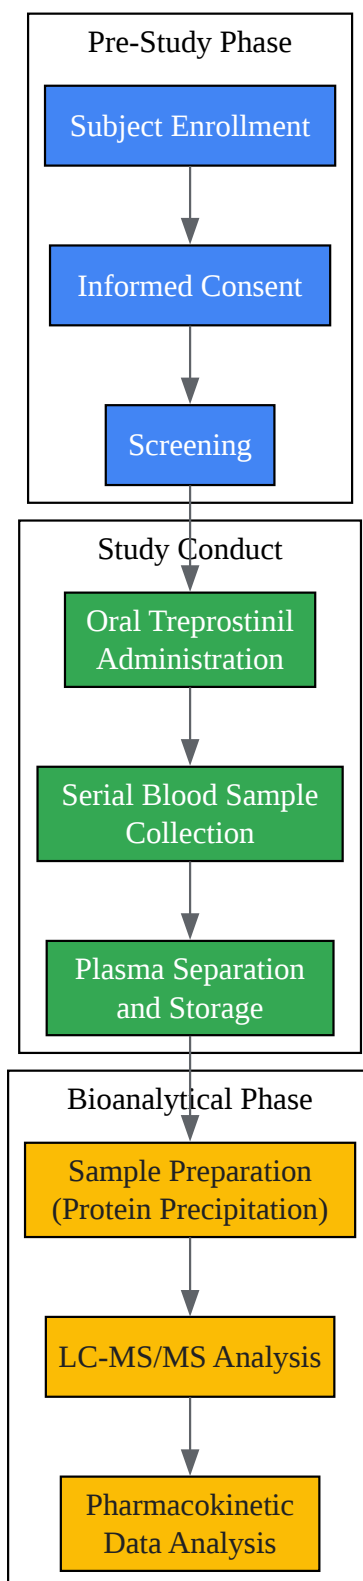 Pre-Study Phase
Subject Enrollment
Informed Consent
Screening
Study Conduct
Oral Treprostinil
Administration
Serial Blood Sample
Collection
Plasma Separation
and Storage
Bioanalytical Phase
Sample Preparation
(Protein Precipitation)
LC-MS/MS Analysis
Pharmacokinetic
Data Analysis